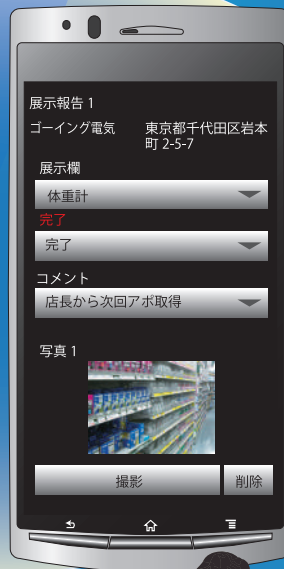 展示報告 1
ゴーイング電気 東京都千代田区岩本
町 2-5-7
展示欄
体重計
完了
完了
コメント
店長から次回アポ取得
写真 1
撮影 削除